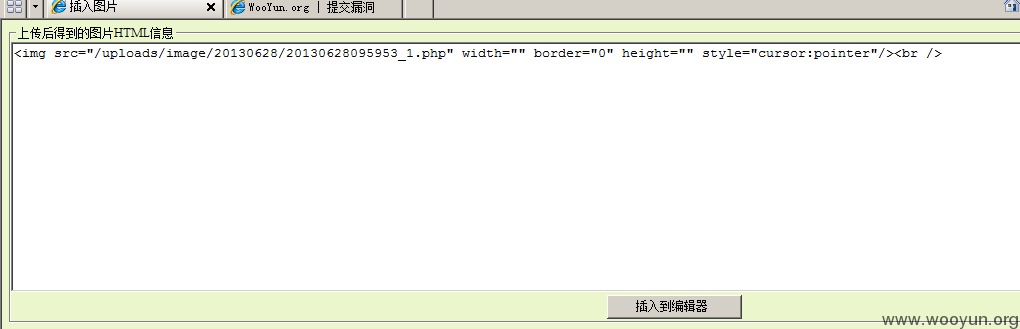 插入图片
WooYun.org | 提交漏洞
上传后得到的图片HTML信息
<img src="/uploads/image/20130628/20130628095953_1.php" width="" border="0" height="" style="cursor:pointer"/><br />
插入到编辑器
www.wooyun.org